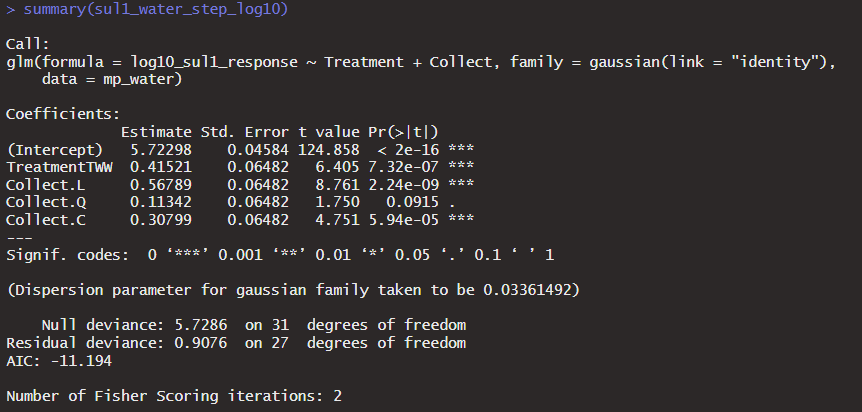 > summary(sul1_water_step_log10)
Call:
glm(formula = log10_sul1_response ~ Treatment + Collect, family = gaussian(link = "identity"),
    data = mp_water)
Coefficients:
             Estimate Std. Error t value Pr(>|t|)
(Intercept)   5.72298    0.04584 124.858  < 2e-16 ***
TreatmentTWW  0.41521    0.06482   6.405 7.32e-07 ***
Collect.L     0.56789    0.06482   8.761 2.24e-09 ***
Collect.Q     0.11342    0.06482   1.750   0.0915 .
Collect.C     0.30799    0.06482   4.751 5.94e-05 ***
---
Signif. codes:  0 ‘***’ 0.001 ‘**’ 0.01 ‘*’ 0.05 ‘.’ 0.1 ‘ ’ 1
(Dispersion parameter for gaussian family taken to be 0.03361492)
    Null deviance: 5.7286  on 31  degrees of freedom
Residual deviance: 0.9076  on 27  degrees of freedom
AIC: -11.194
Number of Fisher Scoring iterations: 2